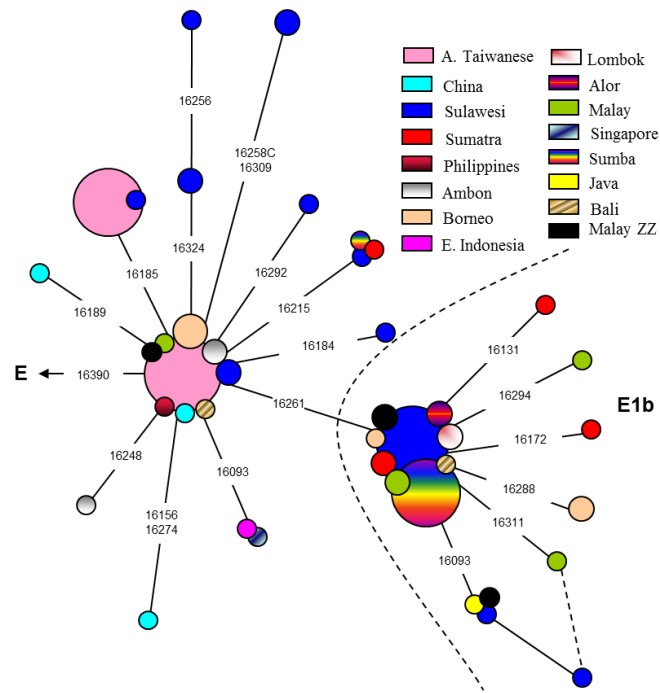 A. Taiwanese
China
Sulawesi
Sumatra
Philippines
Ambon
Borneo
E. Indonesia
Lombok
Alor
Malay
Singapore
Sumba
Java
Bali
Malay ZZ
16256
16258C
16309
16324
16292
16185
16215
16189
16184
E
16390
16261
16248
16156
16274
16093
E1b
16131
16294
16172
16288
16311
16093